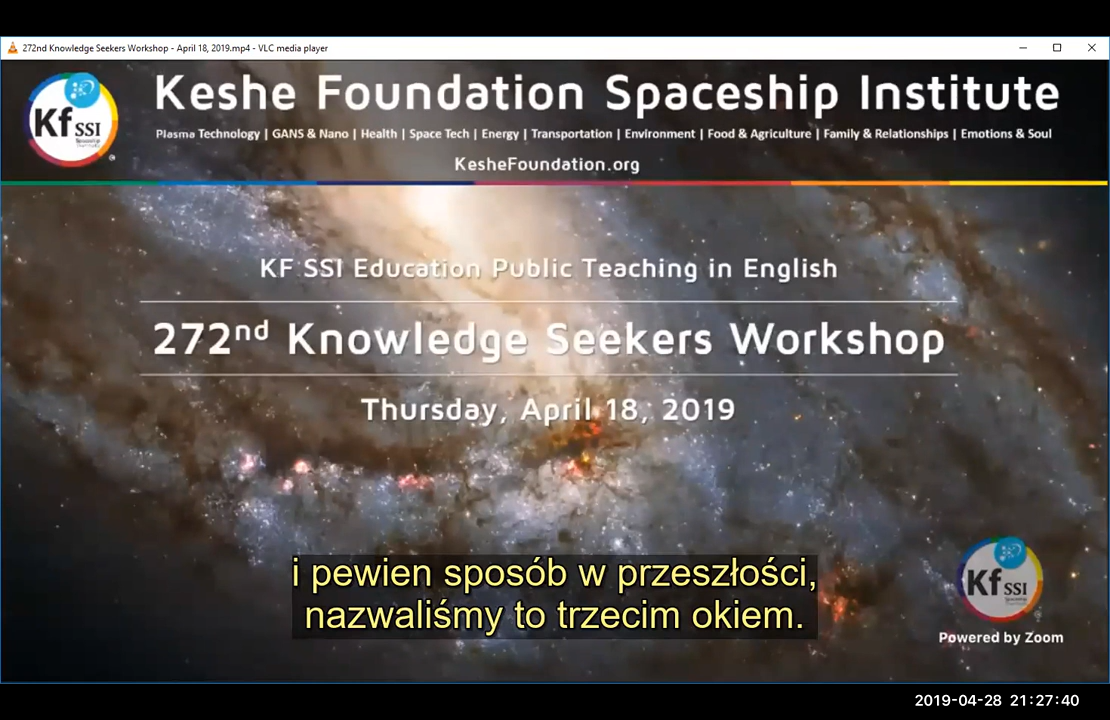 272nd Knowledge Seekers Workshop - April 18, 2019.mp4 - VLC media player
Kf SSI
Keshe Foundation Spaceship Institute
Plasma Technology | GANS & Nano | Health | Space Tech | Energy | Transportation | Environment | Food & Agriculture | Family & Relationships | Emotions & Soul
KesheFoundation.org
KF SSI Education Public Teaching in English
272nd Knowledge Seekers Workshop
Thursday, April 18, 2019
i pewien sposób w przeszłości,
nazwaliśmy to trzecim okiem.
Kf SSI
Powered by Zoom
2019-04-28 21:27:40